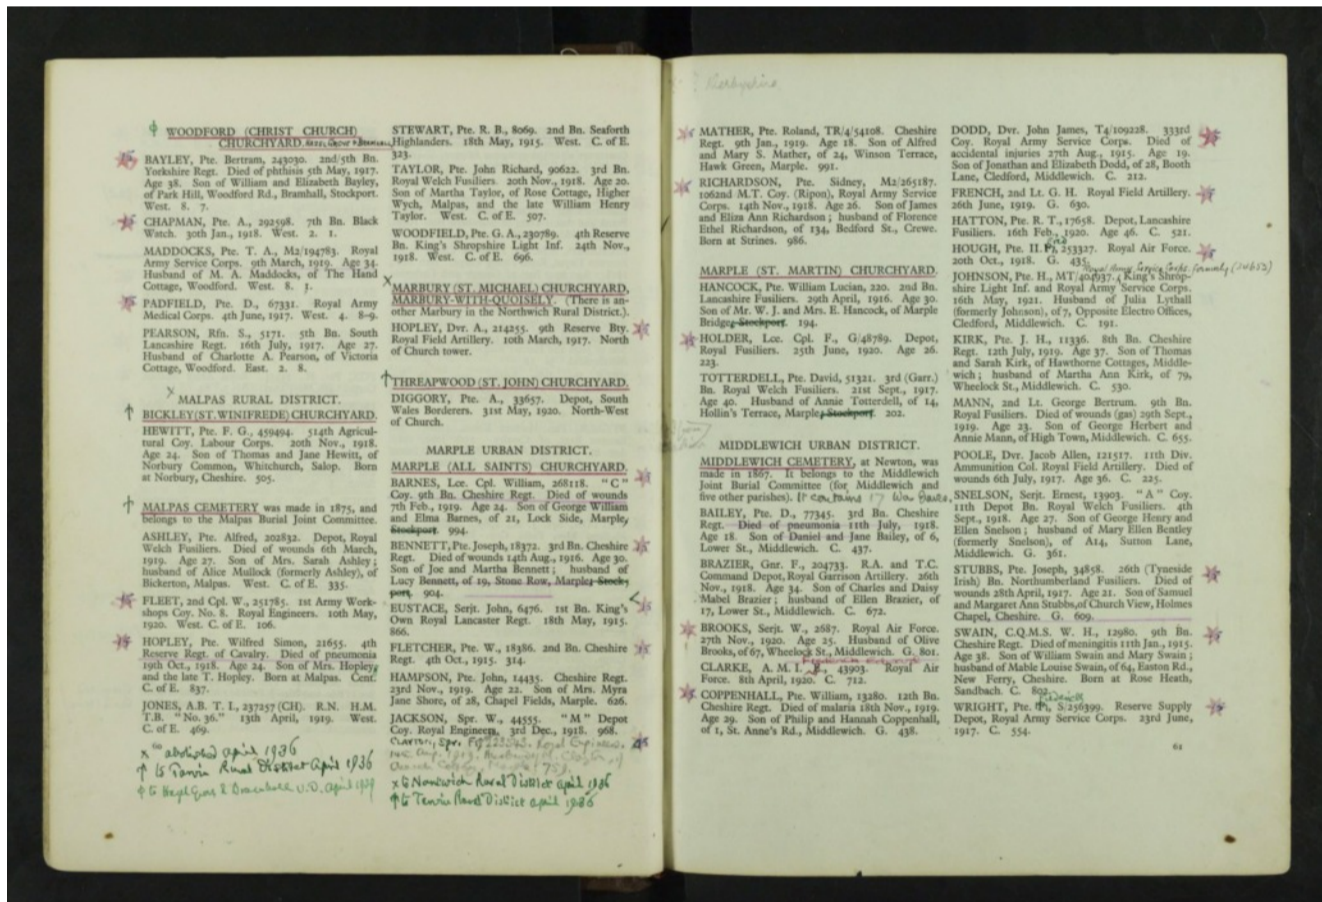 WOODFORD (CHRIST CHURCH)
CHURCHYARD.
BAYLEY, Pte. Bertram, 243030. 2nd/5th Bn.
Yorkshire Regt. Died of phthisis 5th May, 1917.
Age 38. Son of William and Elizabeth Bayley,
of Park Hill, Woodford Rd., Bramhall, Stockport.
West. 8. 7.
CHAPMAN, Pte. A., 292598. 7th Bn. Black
Watch. 30th Jan., 1918. West. 2. 1.
MADDOCKS, Pte. T. A., M2/194783. Royal
Army Service Corps. 9th March, 1919. Age 34.
Husband of M. A. Maddocks, of The Hand
Cottage, Woodford. West. 8. 1.
PADFIELD, Pte. D., 67331. Royal Army
Medical Corps. 4th June, 1917. West. 4. 8-9.
PEARSON, Rfn. S., 5171. 5th Bn. South
Lancashire Regt. 16th July, 1917. Age 27.
Husband of Charlotte A. Pearson, of Victoria
Cottage, Woodford. East. 2. 8.
x
MALPAS RURAL DISTRICT.
↑ BICKLEY (ST. WINIFREDE) CHURCHYARD.
HEWITT, Pte. F. G., 459494. 514th Agricul-
tural Coy. Labour Corps. 20th Nov., 1918.
Age 24. Son of Thomas and Jane Hewitt, of
Norbury Common, Whitchurch, Salop. Born
at Norbury, Cheshire. 505.
↑ MALPAS CEMETERY was made in 1875, and
belongs to the Malpas Burial Joint Committee.
ASHLEY, Pte. Alfred, 202832. Depot, Royal
Welch Fusiliers. Died of wounds 6th March,
1919. Age 27. Son of Mrs. Sarah Ashley;
husband of Alice Mullock (formerly Ashley), of
Bickerton, Malpas. West. C. of E. 335.
FLEET, 2nd Cpl. W., 251785. 1st Army Work-
shops Coy. No. 8. Royal Engineers. 10th May,
1920. West. C. of E. 106.
HOPLEY, Pte. Wilfred Simon, 21655. 4th
Reserve Regt. of Cavalry. Died of pneumonia
19th Oct., 1918. Age 24. Son of Mrs. Hopley,
and the late T. Hopley. Born at Malpas. Cent.
C. of E. 837.
JONES, A.B. T. I., 237257 (CH). R.N. H.M.
T.B. "No. 36." 13th April, 1919. West.
C. of E. 469.
x abolished April 1936
↑ to Tarvin Rural District April 1936
to Hazel Grove & Bramhall U.D. April 1939
STEWART, Pte. R. B., 8069. 2nd Bn. Seaforth
Highlanders. 18th May, 1915. West. C. of E.
323.
TAYLOR, Pte. John Richard, 90622. 3rd Bn.
Royal Welch Fusiliers. 20th Nov., 1918. Age 20.
Son of Martha Taylor, of Rose Cottage, Higher
Wych, Malpas, and the late William Henry
Taylor. West. C. of E. 507.
WOODFIELD, Pte. G. A., 230789. 4th Reserve
Bn. King's Shropshire Light Inf. 24th Nov.,
1918. West. C. of E. 696.
x
MARBURY (ST. MICHAEL) CHURCHYARD,
MARBURY-WITH-QUOISELY. (There is an-
other Marbury in the Northwich Rural District.).
HOPLEY, Dvr. A., 214255. 9th Reserve Bty.
Royal Field Artillery. 10th March, 1917. North
of Church tower.
↑ THREAPWOOD (ST. JOHN) CHURCHYARD.
DIGGORY, Pte. A., 33657. Depot, South
Wales Borderers. 31st May, 1920. North-West
of Church.
MARPLE URBAN DISTRICT.
MARPLE (ALL SAINTS) CHURCHYARD.
BARNES, Lce. Cpl. William, 268118. "C"
Coy. 9th Bn. Cheshire Regt. Died of wounds
7th Feb., 1919. Age 24. Son of George William
and Elma Barnes, of 21, Lock Side, Marple,
Stockport. 994.
BENNETT, Pte. Joseph, 18372. 3rd Bn. Cheshire
Regt. Died of wounds 14th Aug., 1916. Age 30.
Son of Joe and Martha Bennett; husband of
Lucy Bennett, of 19, Stone Row, Marple, Stock-
port. 904.
EUSTACE, Serjt. John, 6476. 1st Bn. King's
Own Royal Lancaster Regt. 18th May, 1915.
866.
FLETCHER, Pte. W., 18386. 2nd Bn. Cheshire
Regt. 4th Oct., 1915. 314.
HAMPSON, Pte. John, 14435. Cheshire Regt.
23rd Nov., 1919. Age 22. Son of Mrs. Myra
Jane Shore, of 28, Chapel Fields, Marple. 626.
JACKSON, Spr. W., 44555. "M" Depot
Coy. Royal Engineers. 3rd Dec., 1918. 968.
Spr. Royal Engineers.
753
x to Nantwich Rural District April 1936
↑ to Tarvin Rural District April 1936
Derbyshire
MATHER, Pte. Roland, TR/4/54108. Cheshire
Regt. 9th Jan., 1919. Age 18. Son of Alfred
and Mary S. Mather, of 24, Winson Terrace,
Hawk Green, Marple. 991.
RICHARDSON, Pte. Sidney, M2/265187.
1062nd M.T. Coy. (Ripon), Royal Army Service
Corps. 14th Nov., 1918. Age 26. Son of James
and Eliza Ann Richardson; husband of Florence
Ethel Richardson, of 134, Bedford St., Crewe.
Born at Strines. 986.
MARPLE (ST. MARTIN) CHURCHYARD.
HANCOCK, Pte. William Lucian, 220. 2nd Bn.
Lancashire Fusiliers. 29th April, 1916. Age 30.
Son of Mr. W. J. and Mrs. E. Hancock, of Marple
Bridge, Stockport. 194.
HOLDER, Lce. Cpl. F., G/48789. Depot,
Royal Fusiliers. 25th June, 1920. Age 26.
223.
TOTTERDELL, Pte. David, 51321. 3rd (Garr.)
Bn. Royal Welch Fusiliers. 21st Sept., 1917.
Age 40. Husband of Annie Totterdell, of 14,
Hollin's Terrace, Marple, Stockport. 202.
MIDDLEWICH URBAN DISTRICT.
MIDDLEWICH CEMETERY, at Newton, was
made in 1867. It belongs to the Middlewich
Joint Burial Committee (for Middlewich and
five other parishes). It contains 17 War Graves.
BAILEY, Pte. D., 77345. 3rd Bn. Cheshire
Regt. Died of pneumonia 11th July, 1918.
Age 18. Son of Daniel and Jane Bailey, of 6,
Lower St., Middlewich. C. 437.
BRAZIER, Gnr. F., 204733. R.A. and T.C.
Command Depot, Royal Garrison Artillery. 26th
Nov., 1918. Age 34. Son of Charles and Daisy
Mabel Brazier; husband of Ellen Brazier, of
17, Lower St., Middlewich. C. 672.
BROOKS, Serjt. W., 2687. Royal Air Force.
27th Nov., 1920. Age 25. Husband of Olive
Brooks, of 67, Wheelock St., Middlewich. G. 801.
CLARKE, A. M. I. 43903. Royal Air
Force. 8th April, 1920. C. 712.
COPPENHALL, Pte. William, 13280. 12th Bn.
Cheshire Regt. Died of malaria 18th Nov., 1919.
Age 29. Son of Philip and Hannah Coppenhall,
of 1, St. Anne's Rd., Middlewich. G. 438.
DODD, Dvr. John James, T4/109228. 333rd
Coy. Royal Army Service Corps. Died of
accidental injuries 27th Aug., 1915. Age 19.
Son of Jonathan and Elizabeth Dodd, of 28, Booth
Lane, Cledford, Middlewich. C. 212.
FRENCH, 2nd Lt. G. H. Royal Field Artillery.
26th June, 1919. G. 630.
HATTON, Pte. R. T., 17658. Depot, Lancashire
Fusiliers. 16th Feb., 1920. Age 46. C. 521.
HOUGH, Pte. II. 253327. Royal Air Force.
20th Oct., 1918. G. 435.
Royal Army Service Corps. formerly
JOHNSON, Pte. H., MT/404937. King's Shrop-
shire Light Inf. and Royal Army Service Corps.
16th May, 1921. Husband of Julia Lythall
(formerly Johnson), of 7, Opposite Electro Offices,
Cledford, Middlewich. C. 191.
KIRK, Pte. J. H., 11336. 8th Bn. Cheshire
Regt. 12th July, 1919. Age 37. Son of Thomas
and Sarah Kirk, of Hawthorne Cottages, Middle-
wich; husband of Martha Ann Kirk, of 79,
Wheelock St., Middlewich. C. 530.
MANN, 2nd Lt. George Bertrum. 9th Bn.
Royal Fusiliers. Died of wounds (gas) 29th Sept.,
1919. Age 23. Son of George Herbert and
Annie Mann, of High Town, Middlewich. C. 655.
POOLE, Dvr. Jacob Allen, 121517. 11th Div.
Ammunition Col. Royal Field Artillery. Died of
wounds 6th July, 1917. Age 36. C. 225.
SNELSON, Serjt. Ernest, 13903. "A" Coy.
11th Depot Bn. Royal Welch Fusiliers. 4th
Sept., 1918. Age 27. Son of George Henry and
Ellen Snelson; husband of Mary Ellen Bentley
(formerly Snelson), of A14, Sutton Lane,
Middlewich. G. 361.
STUBBS, Pte. Joseph, 34858. 26th (Tyneside
Irish) Bn. Northumberland Fusiliers. Died of
wounds 28th April, 1917. Age 21. Son of Samuel
and Margaret Ann Stubbs, of Church View, Holmes
Chapel, Cheshire. G. 609.
SWAIN, C.Q.M.S. W. H., 12980. 9th Bn.
Cheshire Regt. Died of meningitis 11th Jan., 1915.
Age 38. Son of William Swain and Mary Swain;
husband of Mable Louise Swain, of 64, Easton Rd.,
New Ferry, Cheshire. Born at Rose Heath,
Sandbach. C. 802.
WRIGHT, Pte. S/256399. Reserve Supply
Depot, Royal Army Service Corps. 23rd June,
1917. C. 554.
61